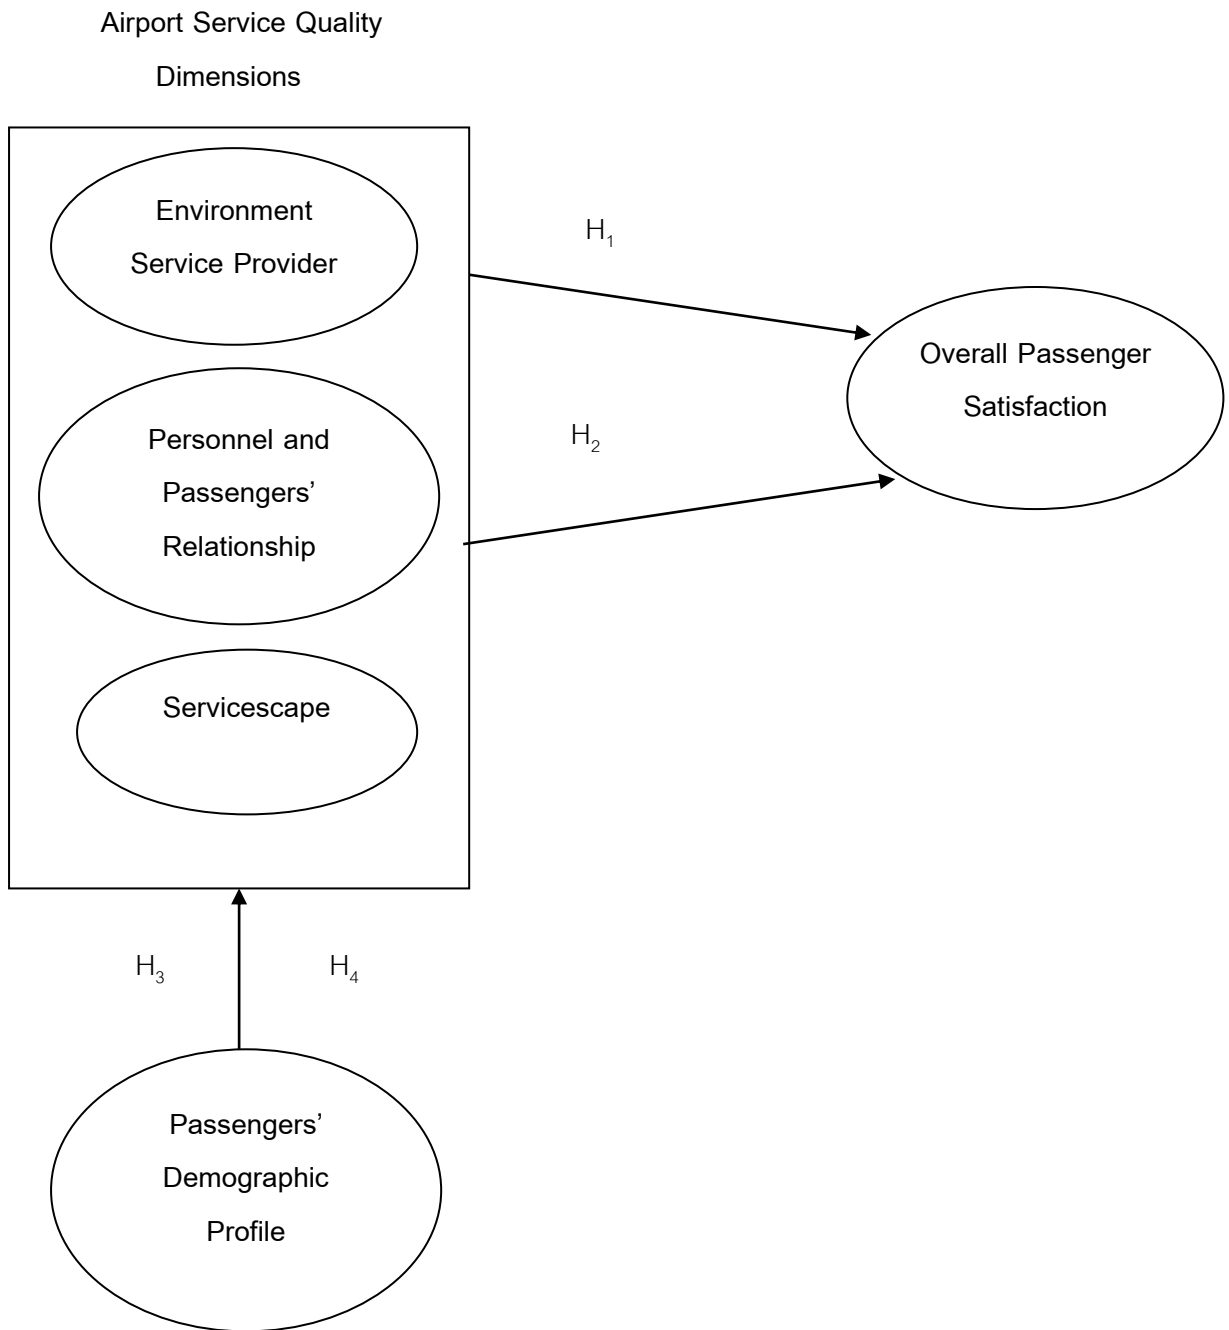 Airport Service Quality
Dimensions
Environment
Service Provider
H₁
Overall Passenger
Satisfaction
Personnel and
Passengers’
Relationship
H₂
Servicescape
H₃
H₄
Passengers’
Demographic
Profile